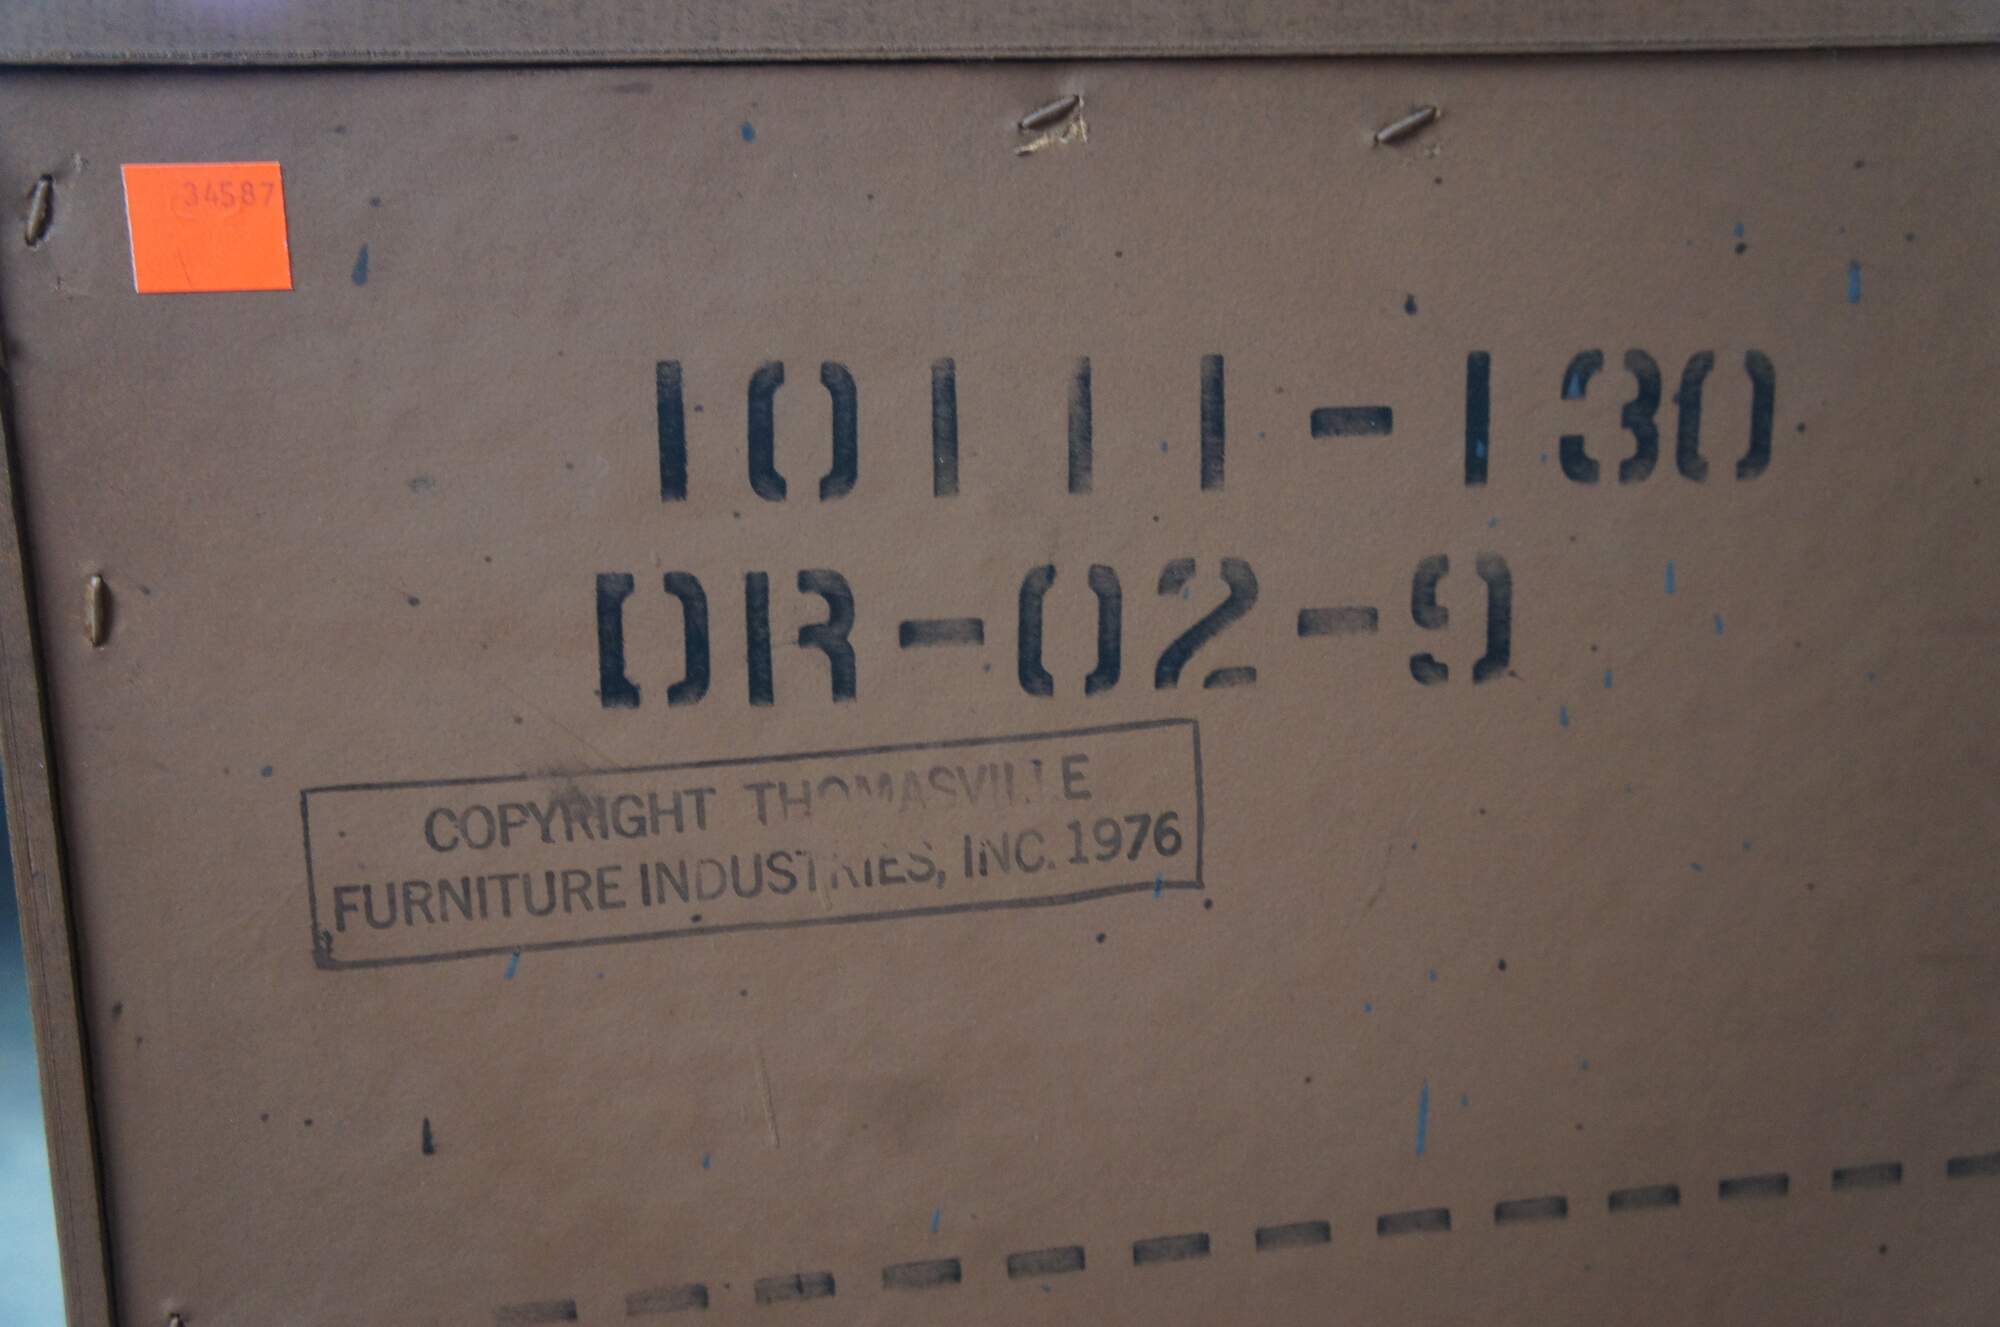 34587
10111-130
DR-02-9
COPYRIGHT THOMASVILLE
FURNITURE INDUSTRIES, INC. 1976